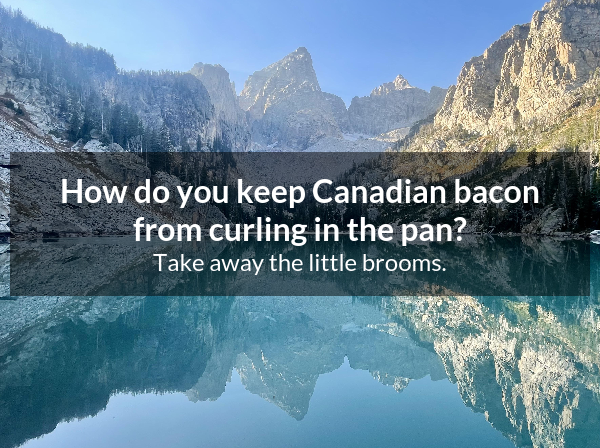 How do you keep Canadian bacon
from curling in the pan?
Take away the little brooms.